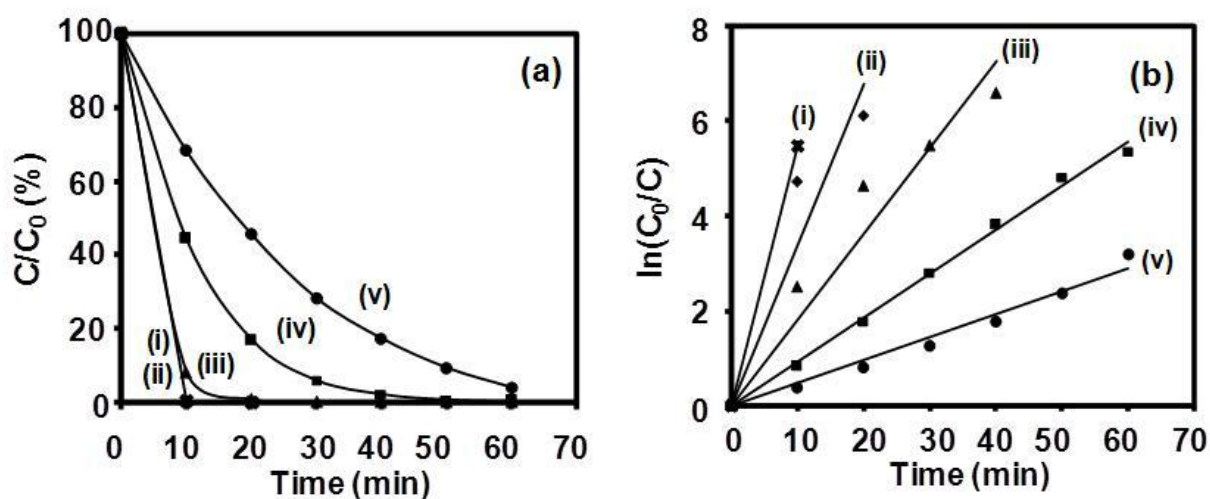 100
80
60
40
20
0
C/C₀ (%)
(a)
(i)
(ii)
(iii)
(iv)
(v)
0 10 20 30 40 50 60 70
Time (min)
8
6
4
2
0
ln(C₀/C)
(b)
(i)
(ii)
(iii)
(iv)
(v)
0 10 20 30 40 50 60 70
Time (min)